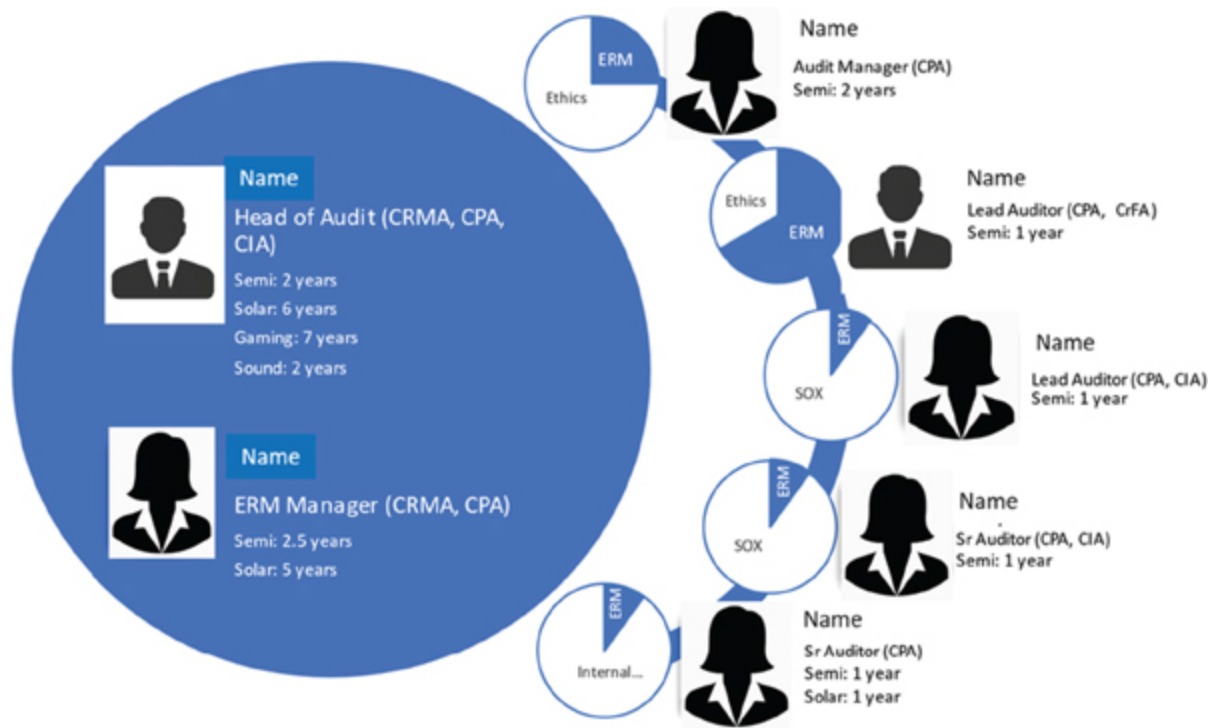 Name
Head of Audit (CRMA, CPA,
CIA)
Semi: 2 years
Solar: 6 years
Gaming: 7 years
Sound: 2 years
Name
ERM Manager (CRMA, CPA)
Semi: 2.5 years
Solar: 5 years
ERM
Ethics
Name
Audit Manager (CPA)
Semi: 2 years
Ethics
ERM
Name
Lead Auditor (CPA, CrFA)
Semi: 1 year
ERM
SOX
Name
Lead Auditor (CPA, CIA)
Semi: 1 year
ERM
SOX
Name
Sr Auditor (CPA, CIA)
Semi: 1 year
ERM
Internal...
Name
Sr Auditor (CPA)
Semi: 1 year
Solar: 1 year